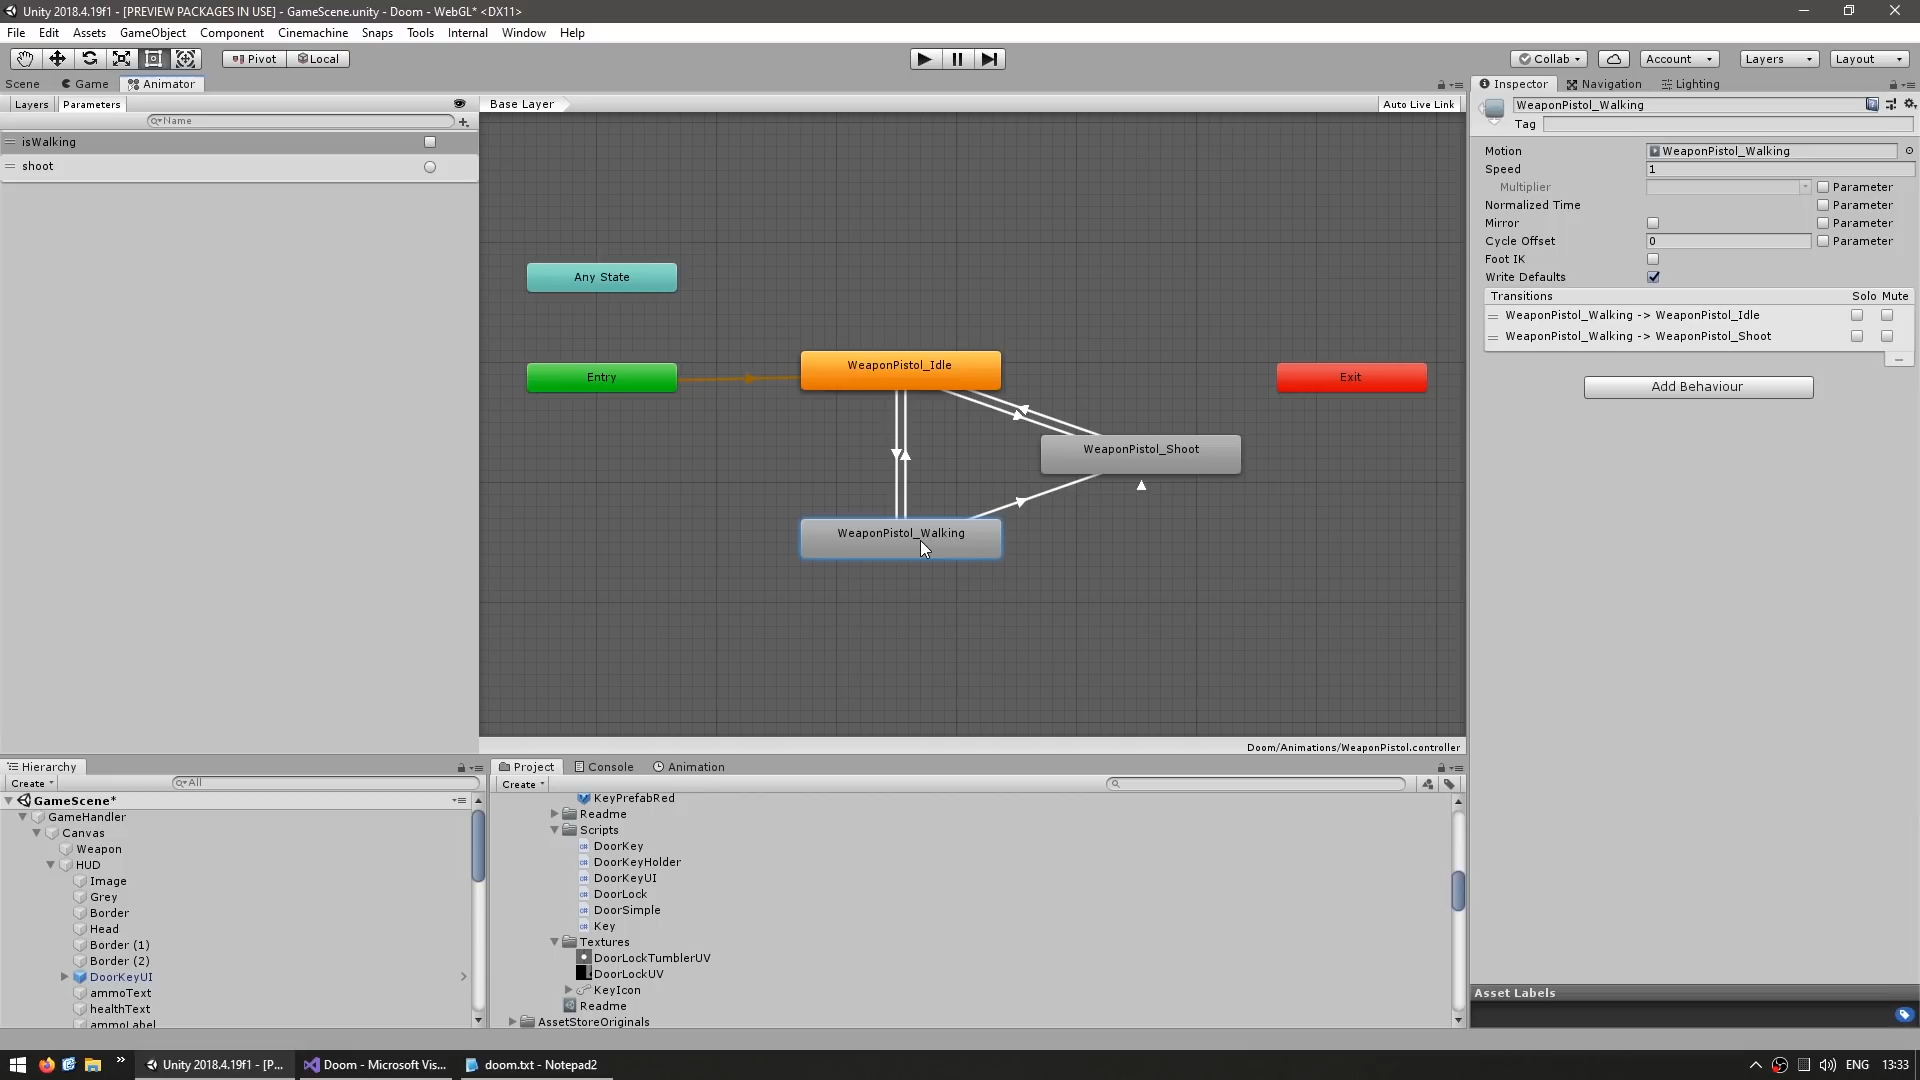 Unity 2018.4.19f1 - [PREVIEW PACKAGES IN USE] - GameScene.unity - Doom - WebGL* <DX11>
File Edit Assets GameObject Component Cinemachine Snaps Tools Internal Window Help
Pivot Local Collab Account Layers Layout
Scene Game Animator
Layers Parameters
Name
isWalking
shoot
Base Layer Auto Live Link
Any State
Entry
WeaponPistol_Idle
Exit
WeaponPistol_Shoot
WeaponPistol_Walking
Doom/Animations/WeaponPistol.controller
Inspector Navigation Lighting
WeaponPistol_Walking
Tag
Motion WeaponPistol_Walking
Speed 1
Multiplier Parameter
Normalized Time Parameter
Mirror Parameter
Cycle Offset 0 Parameter
Foot IK
Write Defaults
Transitions Solo Mute
WeaponPistol_Walking -> WeaponPistol_Idle
WeaponPistol_Walking -> WeaponPistol_Shoot
Add Behaviour
Asset Labels
Hierarchy
Create All
GameScene*
GameHandler
Canvas
Weapon
HUD
Image
Grey
Border
Head
Border (1)
Border (2)
DoorKeyUI
ammoText
healthText
ammoLabel
Project Console Animation
Create
KeyPrefabRed
Readme
Scripts
DoorKey
DoorKeyHolder
DoorKeyUI
DoorLock
DoorSimple
Key
Textures
DoorLockTumblerUV
DoorLockUV
KeyIcon
Readme
AssetStoreOriginals
Unity 2018.4.19f1 - [P... Doom - Microsoft Vis... doom.txt - Notepad2 ENG 13:33